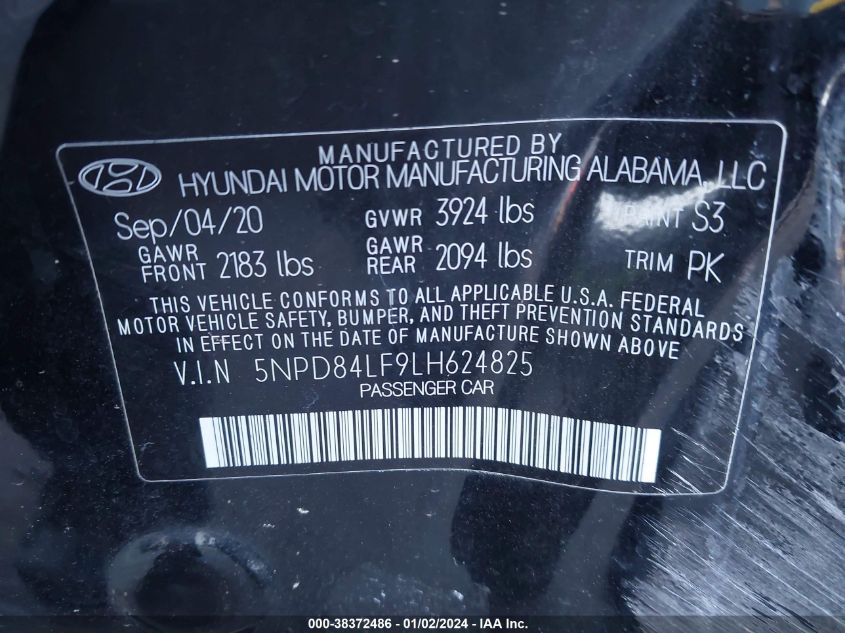 MANUFACTURED BY
HYUNDAI MOTOR MANUFACTURING ALABAMA, LLC
Sep/04/20 GVWR 3924 lbs PAINT S3
GAWR FRONT 2183 lbs GAWR REAR 2094 lbs TRIM PK
THIS VEHICLE CONFORMS TO ALL APPLICABLE U.S.A. FEDERAL
MOTOR VEHICLE SAFETY, BUMPER, AND THEFT PREVENTION STANDARDS
IN EFFECT ON THE DATE OF MANUFACTURE SHOWN ABOVE
V.I.N 5NPD84LF9LH624825
PASSENGER CAR
000-38372486 - 01/02/2024 - IAA Inc.